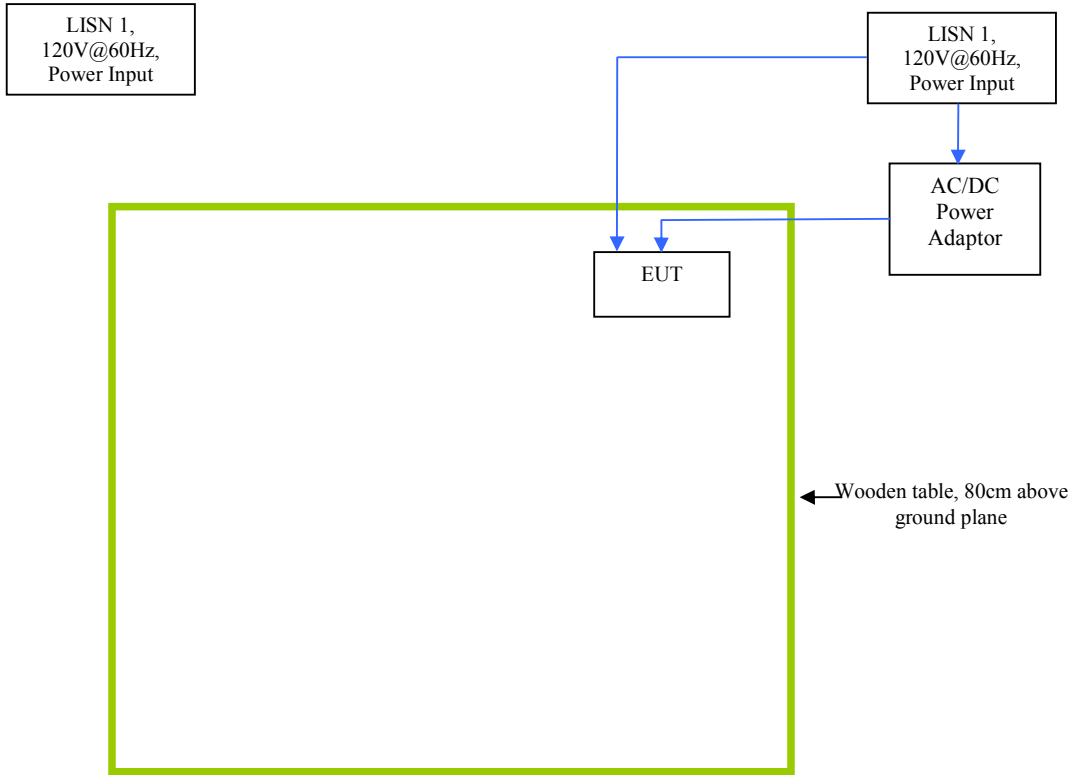 LISN 1,
120V@60Hz,
Power Input
LISN 1,
120V@60Hz,
Power Input
AC/DC
Power
Adaptor
EUT
Wooden table, 80cm above
ground plane